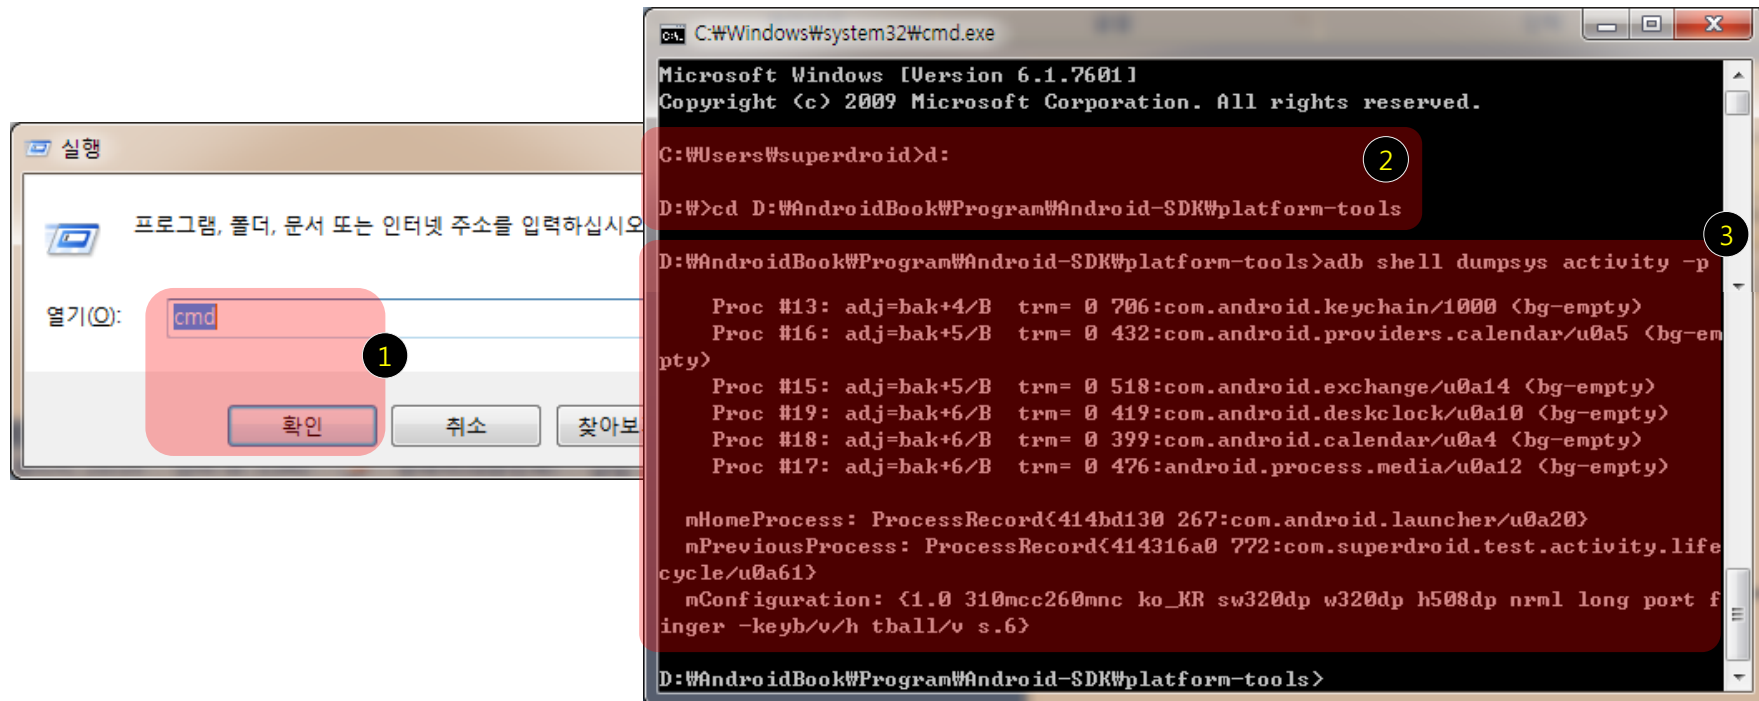 실행
프로그램, 폴더, 문서 또는 인터넷 주소를 입력하십시오
열기(O):
cmd
1
확인
취소
찾아보
C:₩Windows₩system32₩cmd.exe
Microsoft Windows [Version 6.1.7601]
Copyright (c) 2009 Microsoft Corporation. All rights reserved.
C:₩Users₩superdroid>d:
2
D:₩>cd D:₩AndroidBook₩Program₩Android-SDK₩platform-tools
3
D:₩AndroidBook₩Program₩Android-SDK₩platform-tools>adb shell dumpsys activity -p
Proc #13: adj=bak+4/B  trm= 0 706:com.android.keychain/1000 (bg-empty)
Proc #16: adj=bak+5/B  trm= 0 432:com.android.providers.calendar/u0a5 (bg-em
pty)
Proc #15: adj=bak+5/B  trm= 0 518:com.android.exchange/u0a14 (bg-empty)
Proc #19: adj=bak+6/B  trm= 0 419:com.android.deskclock/u0a10 (bg-empty)
Proc #18: adj=bak+6/B  trm= 0 399:com.android.calendar/u0a4 (bg-empty)
Proc #17: adj=bak+6/B  trm= 0 476:android.process.media/u0a12 (bg-empty)
mHomeProcess: ProcessRecord{414bd130 267:com.android.launcher/u0a20}
mPreviousProcess: ProcessRecord{414316a0 772:com.superdroid.test.activity.life
cycle/u0a61}
mConfiguration: {1.0 310mcc260mnc ko_KR sw320dp w320dp h508dp nrml long port f
inger -keyb/v/h tball/v s.6}
D:₩AndroidBook₩Program₩Android-SDK₩platform-tools>